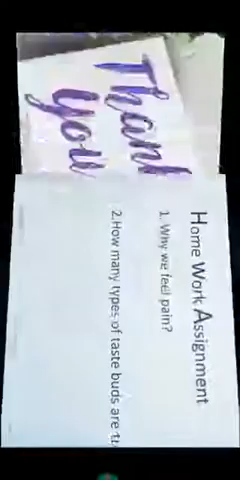 Thank
you
Home Work Assignment
1. Why we feel pain?
2.How many types of taste buds are